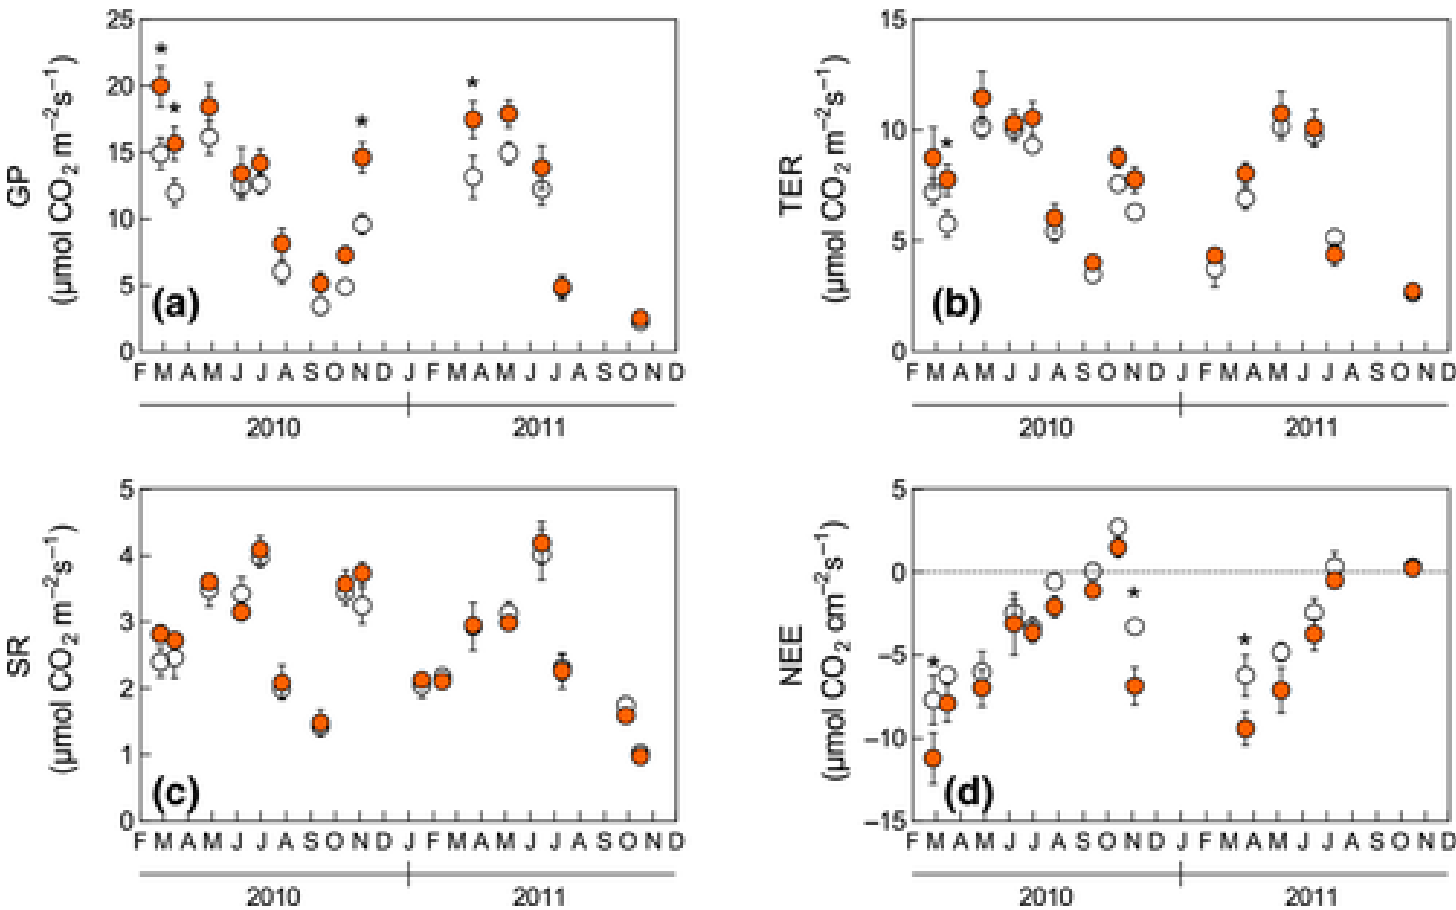 25
20
15
10
5
0
GP
(µmol CO₂ m⁻²s⁻¹)
* * * *
(a)
F M A M J J A S O N D J F M A M J J A S O N D
2010 2011
15
10
5
0
TER
(µmol CO₂ m⁻²s⁻¹)
*
(b)
F M A M J J A S O N D J F M A M J J A S O N D
2010 2011
5
4
3
2
1
0
SR
(µmol CO₂ m⁻²s⁻¹)
(c)
F M A M J J A S O N D J F M A M J J A S O N D
2010 2011
5
0
−5
−10
−15
NEE
(µmol CO₂ cm⁻²s⁻¹)
* * *
(d)
F M A M J J A S O N D J F M A M J J A S O N D
2010 2011